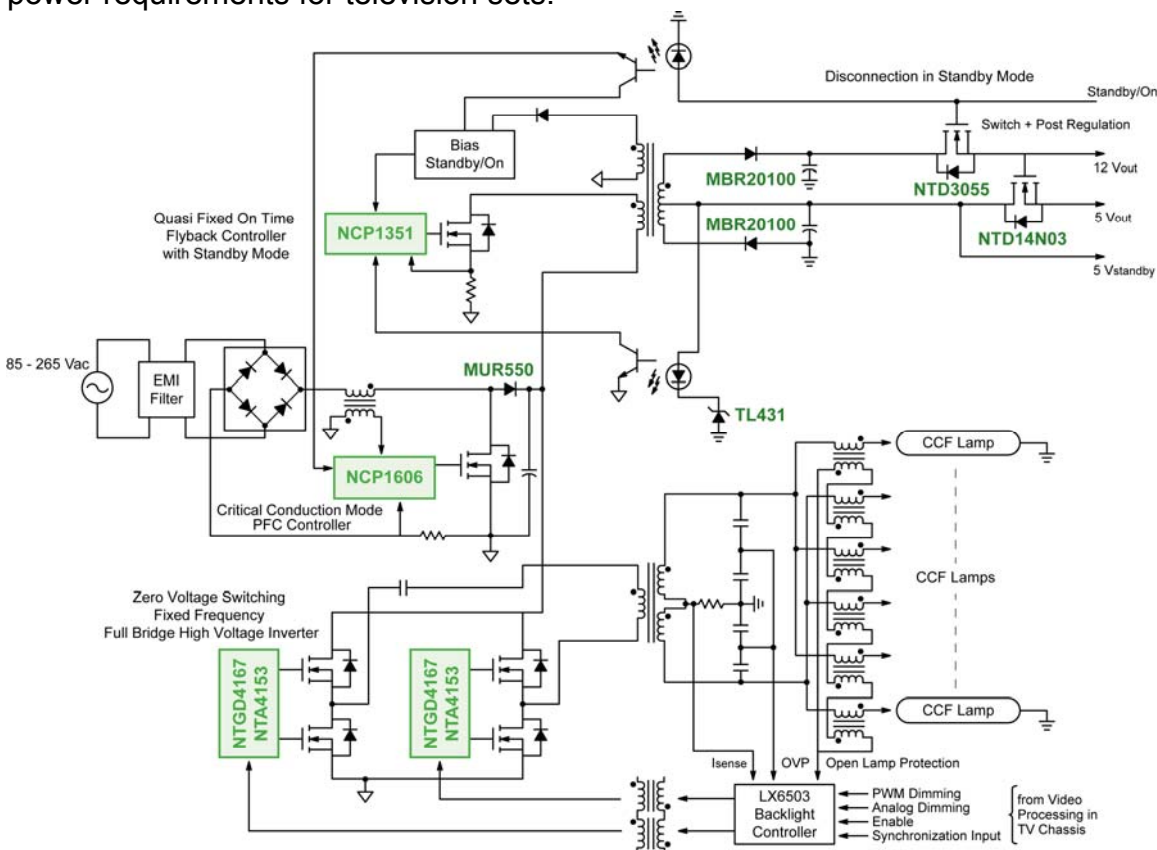 power requirements for television sets.
Disconnection in Standby Mode
Standby/On
Switch + Post Regulation
Bias
Standby/On
12 Vout
MBR20100
NTD3055
Quasi Fixed On Time
Flyback Controller
with Standby Mode
NCP1351
MBR20100
5 Vout
NTD14N03
5 Vstandby
85 - 265 Vac
EMI
Filter
MUR550
TL431
NCP1606
Critical Conduction Mode
PFC Controller
CCF Lamp
CCF Lamps
CCF Lamp
Zero Voltage Switching
Fixed Frequency
Full Bridge High Voltage Inverter
NTGD4167
NTA4153
NTGD4167
NTA4153
Isense
OVP
Open Lamp Protection
LX6503
Backlight
Controller
PWM Dimming
Analog Dimming
Enable
Synchronization Input
from Video
Processing in
TV Chassis